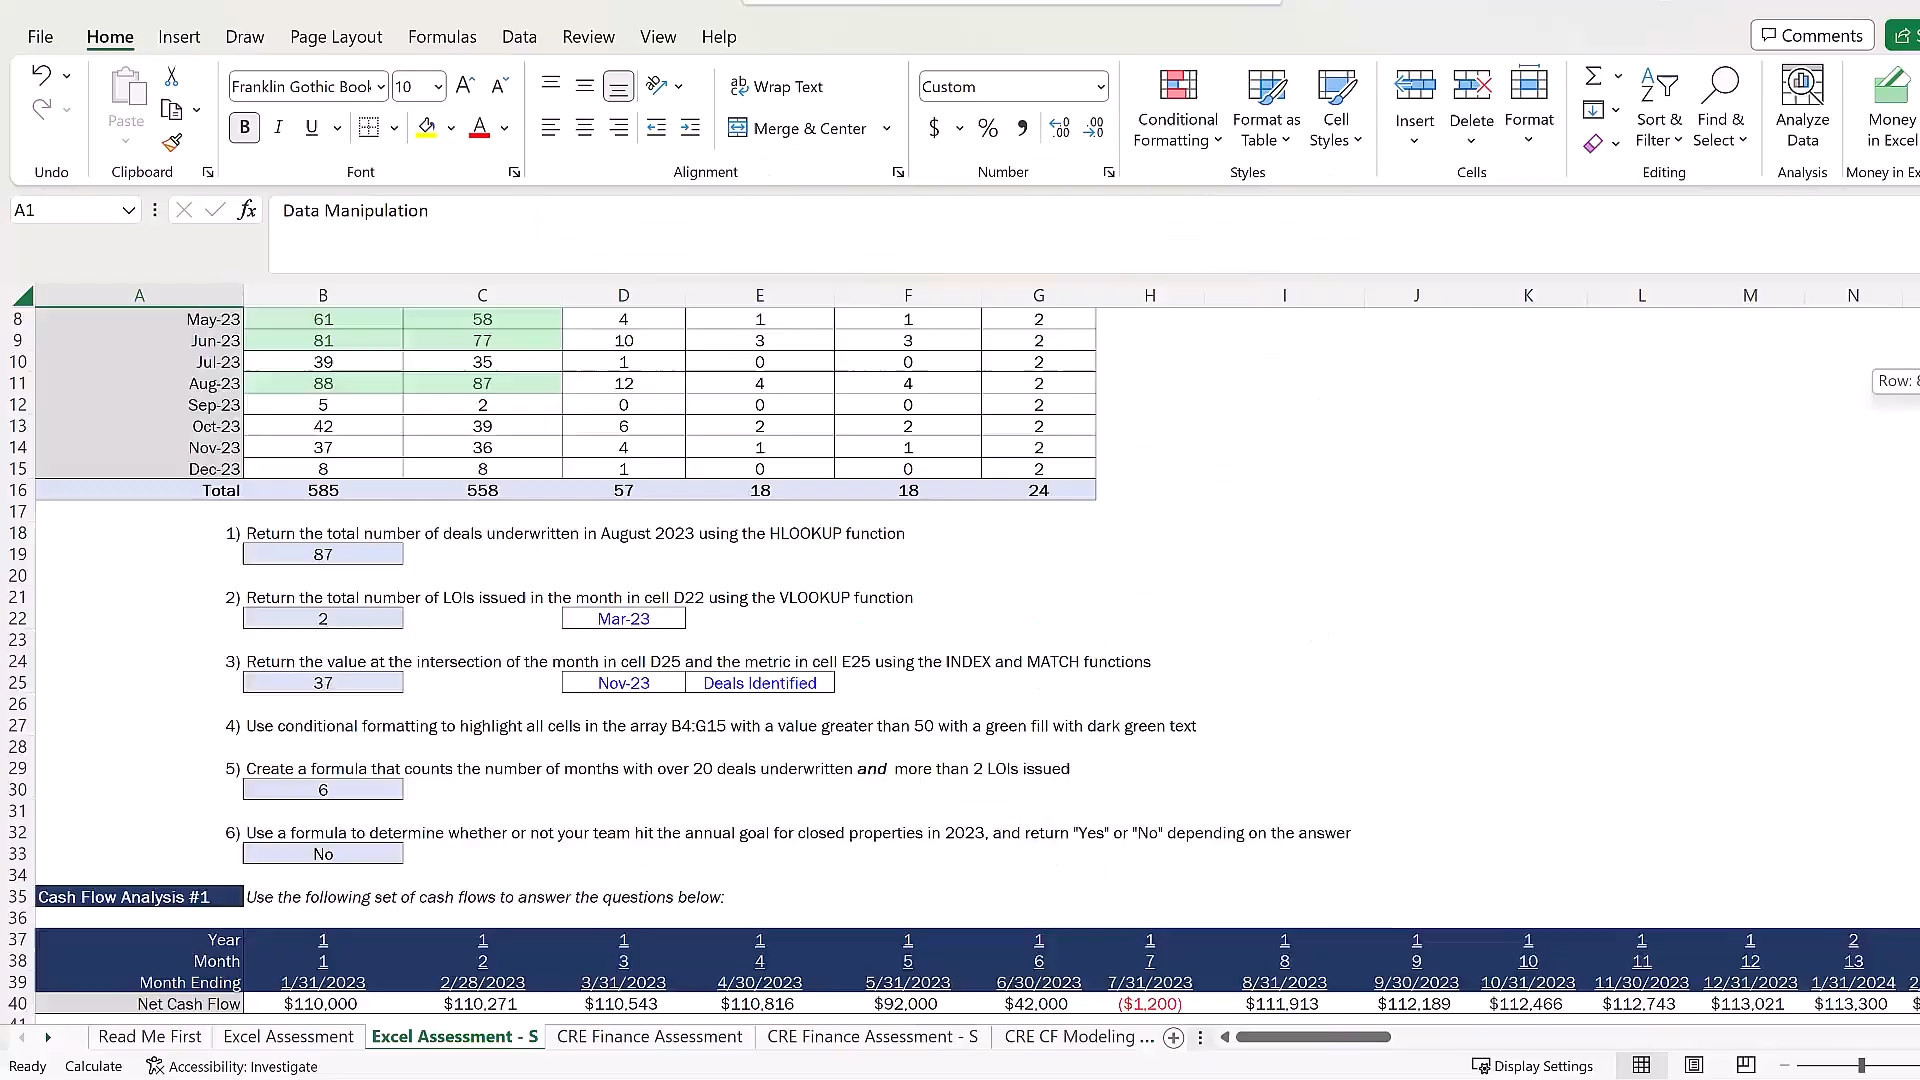 File Home Insert Draw Page Layout Formulas Data Review View Help Comments
Franklin Gothic Book 10 Wrap Text Custom
Paste B I U A Merge & Center $ % Conditional Formatting Format as Table Cell Styles Insert Delete Format Sort & Filter Find & Select Analyze Data Money in Excel
Undo Clipboard Font Alignment Number Styles Cells Editing Analysis Money in Ex
A1 fx Data Manipulation
A B C D E F G H I J K L M N
8 May-23 61 58 4 1 1 2
9 Jun-23 81 77 10 3 3 2
10 Jul-23 39 35 1 0 0 2
11 Aug-23 88 87 12 4 4 2 Row:
12 Sep-23 5 2 0 0 0 2
13 Oct-23 42 39 6 2 2 2
14 Nov-23 37 36 4 1 1 2
15 Dec-23 8 8 1 0 0 2
16 Total 585 558 57 18 18 24
17
18 1) Return the total number of deals underwritten in August 2023 using the HLOOKUP function
19 87
20
21 2) Return the total number of LOIs issued in the month in cell D22 using the VLOOKUP function
22 2 Mar-23
23
24 3) Return the value at the intersection of the month in cell D25 and the metric in cell E25 using the INDEX and MATCH functions
25 37 Nov-23 Deals Identified
26
27 4) Use conditional formatting to highlight all cells in the array B4:G15 with a value greater than 50 with a green fill with dark green text
28
29 5) Create a formula that counts the number of months with over 20 deals underwritten and more than 2 LOIs issued
30 6
31
32 6) Use a formula to determine whether or not your team hit the annual goal for closed properties in 2023, and return "Yes" or "No" depending on the answer
33 No
34
35 Cash Flow Analysis #1 Use the following set of cash flows to answer the questions below:
36
37 Year 1 1 1 1 1 1 1 1 1 1 1 1 2
38 Month 1 2 3 4 5 6 7 8 9 10 11 12 13
39 Month Ending 1/31/2023 2/28/2023 3/31/2023 4/30/2023 5/31/2023 6/30/2023 7/31/2023 8/31/2023 9/30/2023 10/31/2023 11/30/2023 12/31/2023 1/31/2024 2
40 Net Cash Flow $110,000 $110,271 $110,543 $110,816 $92,000 $42,000 ($1,200) $111,913 $112,189 $112,466 $112,743 $113,021 $113,300 $
Read Me First Excel Assessment Excel Assessment - S CRE Finance Assessment CRE Finance Assessment - S CRE CF Modeling ...
Ready Calculate Accessibility: Investigate Display Settings